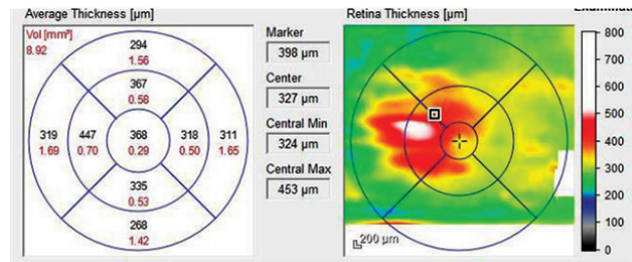 Average Thickness [µm]
Vol [mm³]
8.92
294
1.56
367
0.58
319
1.69
447
0.70
368
0.29
318
0.50
311
1.65
335
0.53
268
1.42
Marker
398 µm
Center
327 µm
Central Min
324 µm
Central Max
453 µm
Retina Thickness [µm]
200 µm
800
700
600
500
400
300
200
100
0